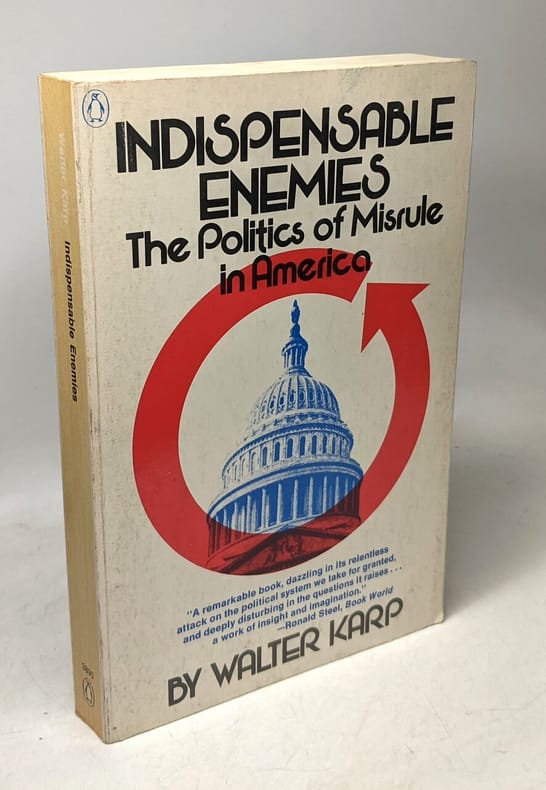 INDISPENSABLE
ENEMIES
The Politics of Misrule
in America
"A remarkable book, dazzling in its relentless
attack on the political system we take for granted,
and deeply disturbing in the questions it raises . . .
a work of insight and imagination."
—Ronald Steel, Book World
BY WALTER KARP
Walter Karp Indispensable Enemies